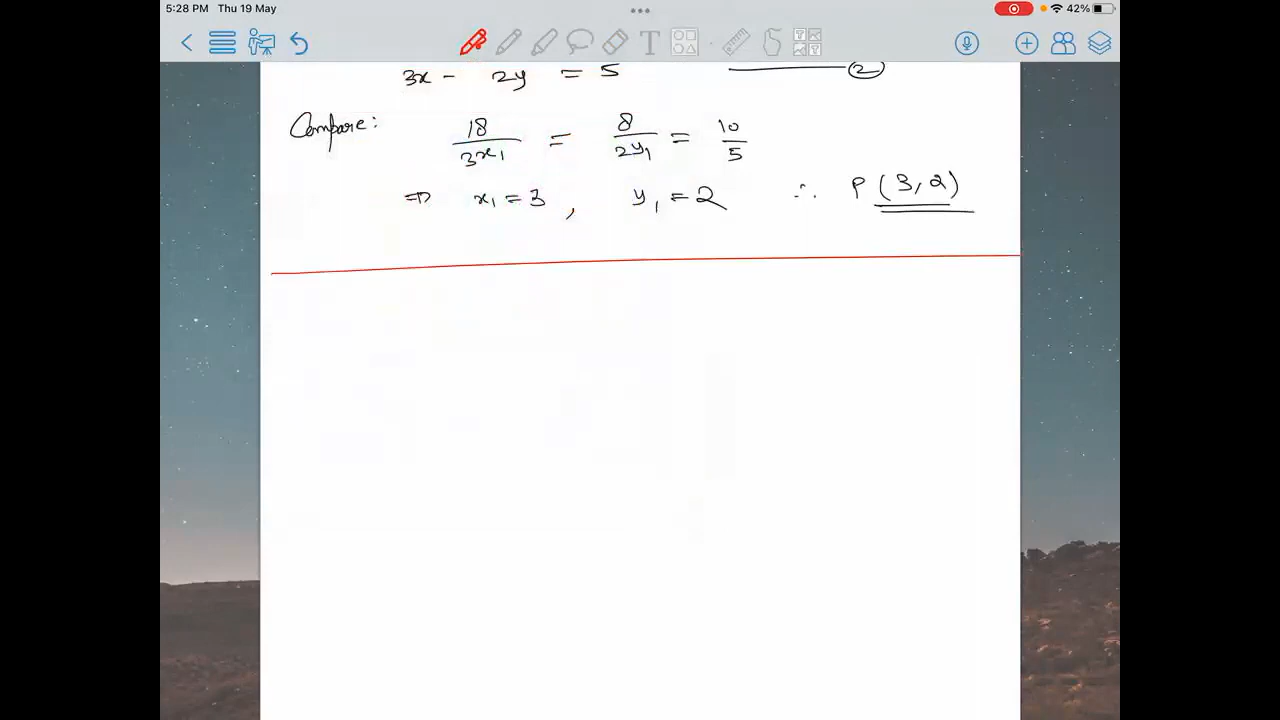 5:28 PM Thu 19 May
42%
T
3x - 2y = 5 ——— ②
Compare: 18/3x₁ = 8/2y₁ = 10/5
⇒ x₁ = 3, y₁ = 2 ∴ P (3, 2)